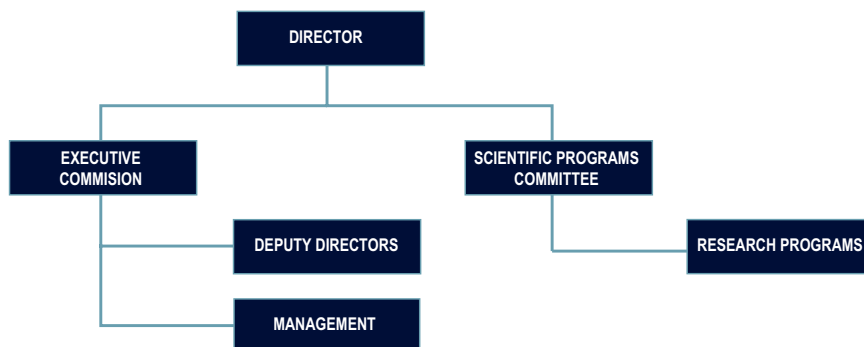 DIRECTOR
EXECUTIVE
COMMISION
SCIENTIFIC PROGRAMS
COMMITTEE
DEPUTY DIRECTORS
RESEARCH PROGRAMS
MANAGEMENT